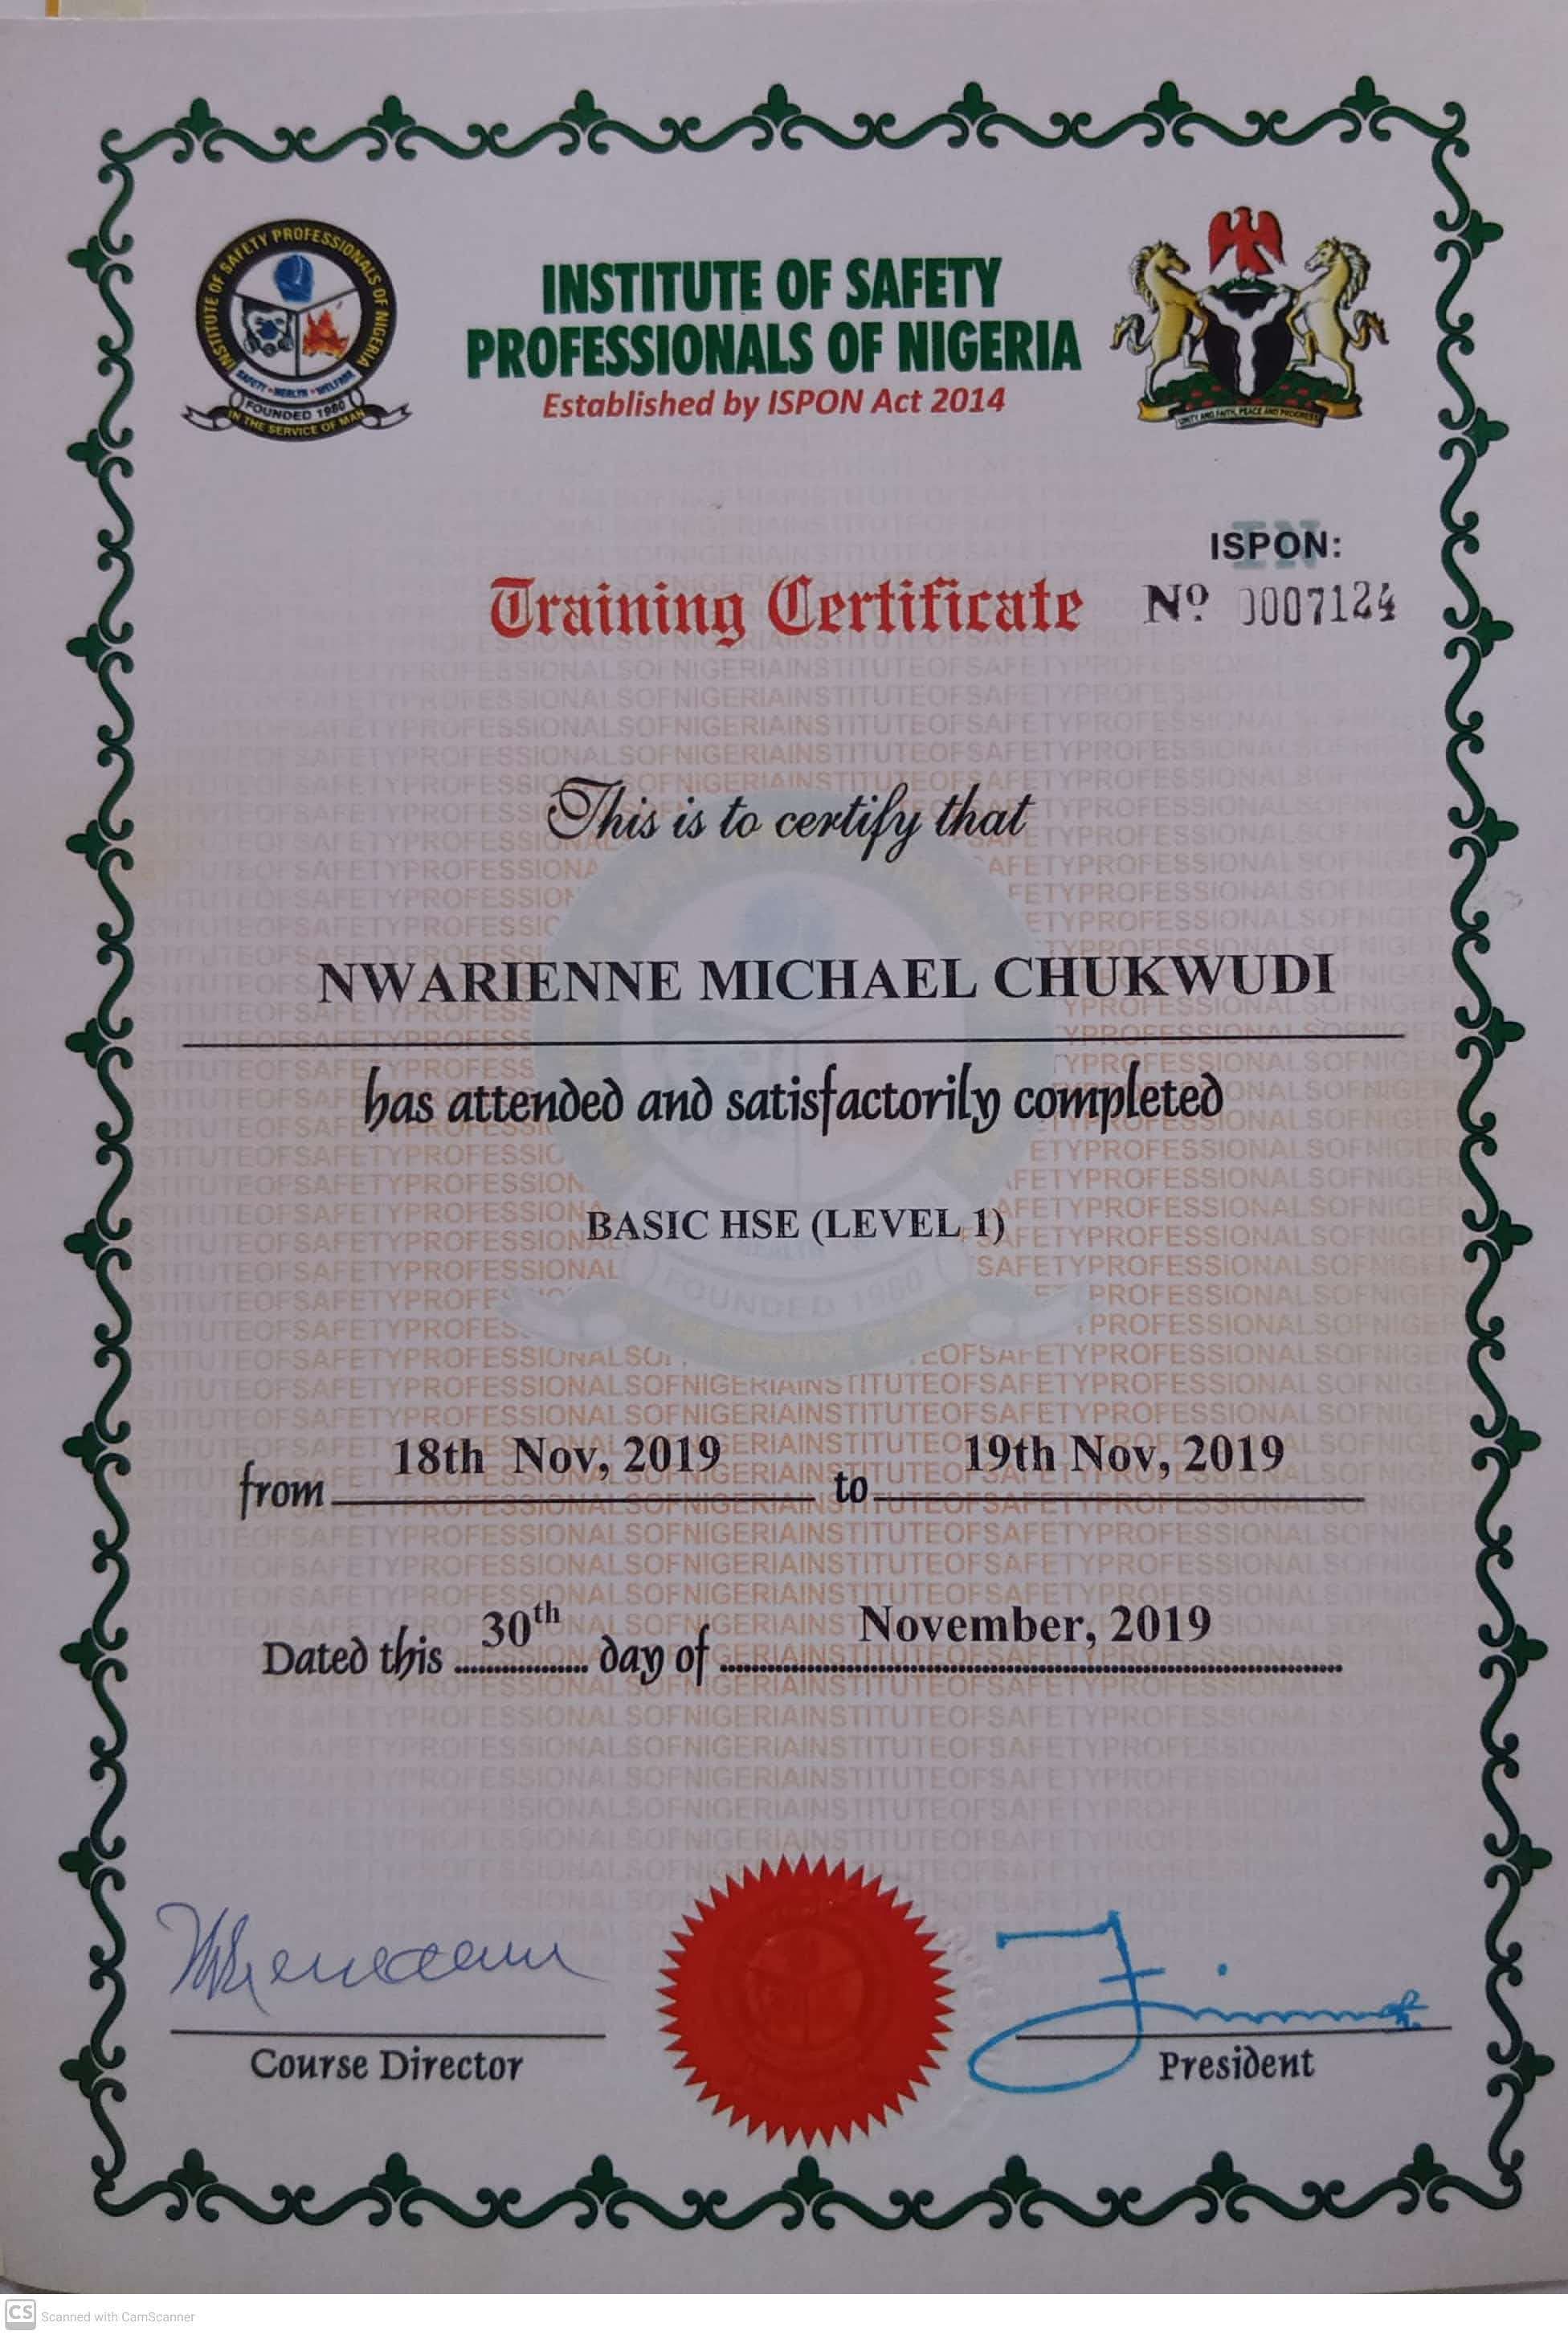 INSTITUTE OF SAFETY PROFESSIONALS OF NIGERIA
SAFETY • HEALTH • WELFARE
FOUNDED 1980
IN THE SERVICE OF MAN
INSTITUTE OF SAFETY
PROFESSIONALS OF NIGERIA
Established by ISPON Act 2014
UNITY AND FAITH, PEACE AND PROGRESS
ISPON:
Training Certificate
Nº 0007124
This is to certify that
NWARIENNE MICHAEL CHUKWUDI
has attended and satisfactorily completed
BASIC HSE (LEVEL 1)
FOUNDED 1980
from 18th Nov, 2019 to 19th Nov, 2019
Dated this 30th day of November, 2019
Course Director
President
CS Scanned with CamScanner